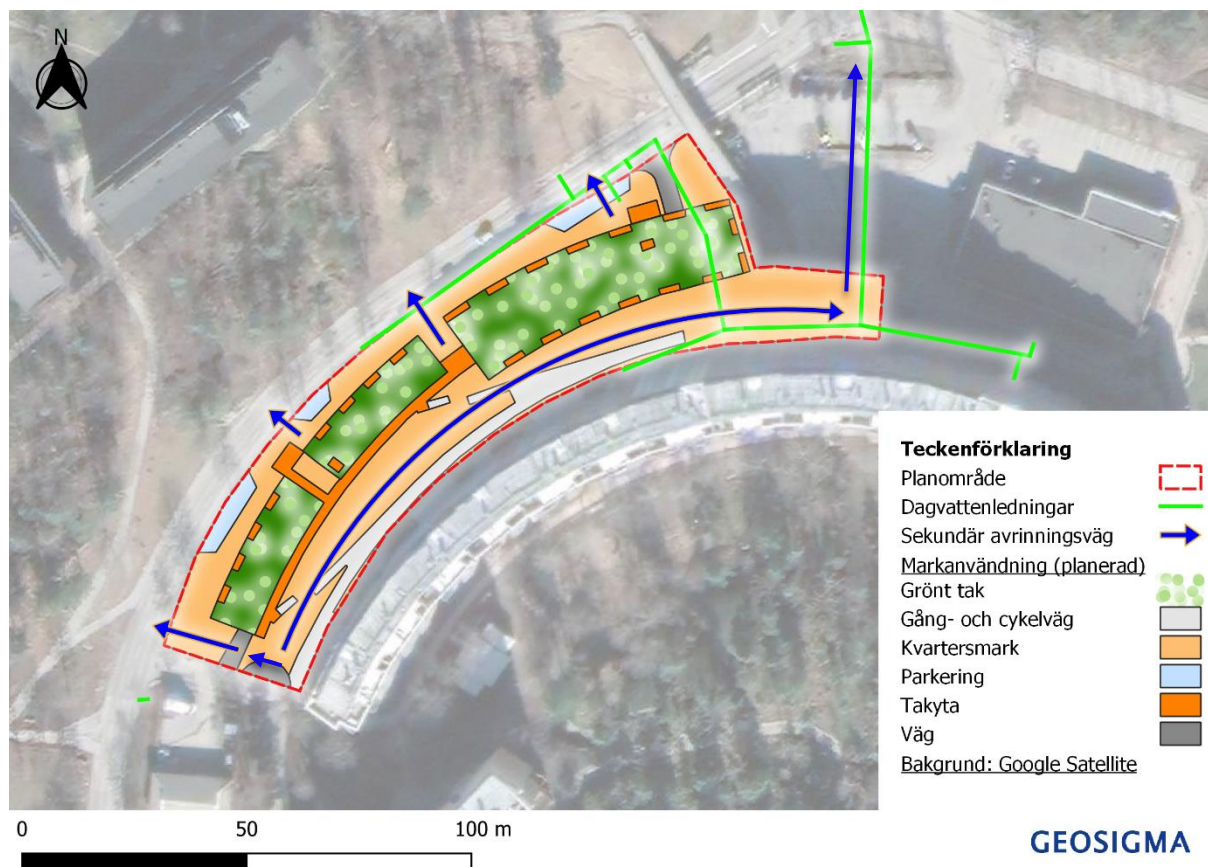 N
Teckenförklaring
Planområde
Dagvattenledningar
Sekundär avrinningsväg
Markanvändning (planerad)
Grönt tak
Gång- och cykelväg
Kvartersmark
Parkering
Takyta
Väg
Bakgrund: Google Satellite
0 50 100 m
GEOSIGMA